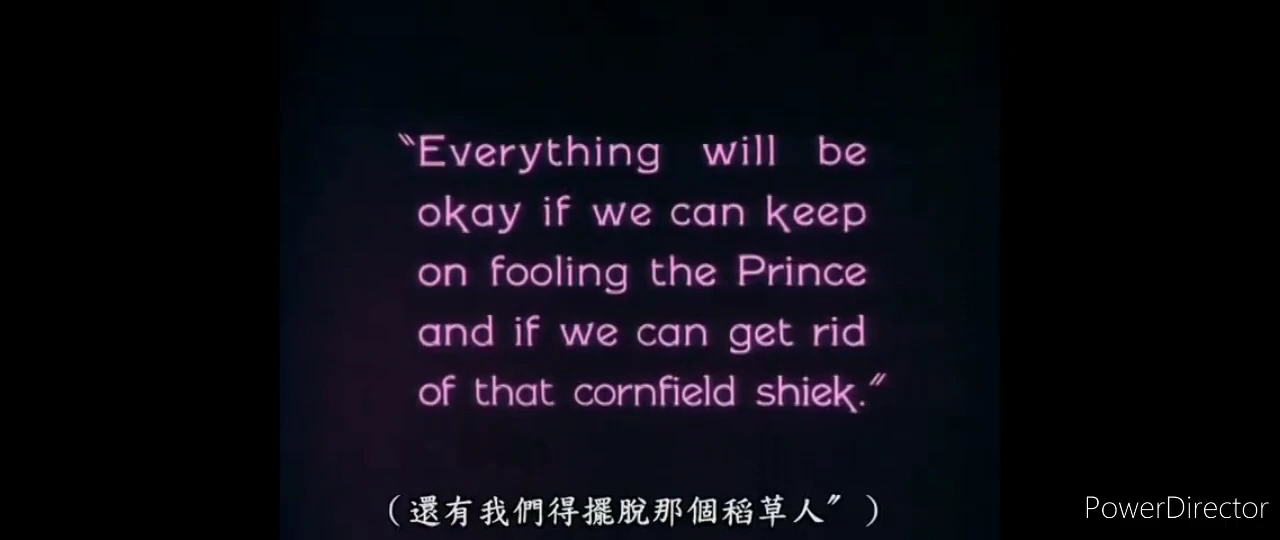 “Everything will be
okay if we can keep
on fooling the Prince
and if we can get rid
of that cornfield shiek.”
（還有我們得擺脫那個稻草人”）
PowerDirector